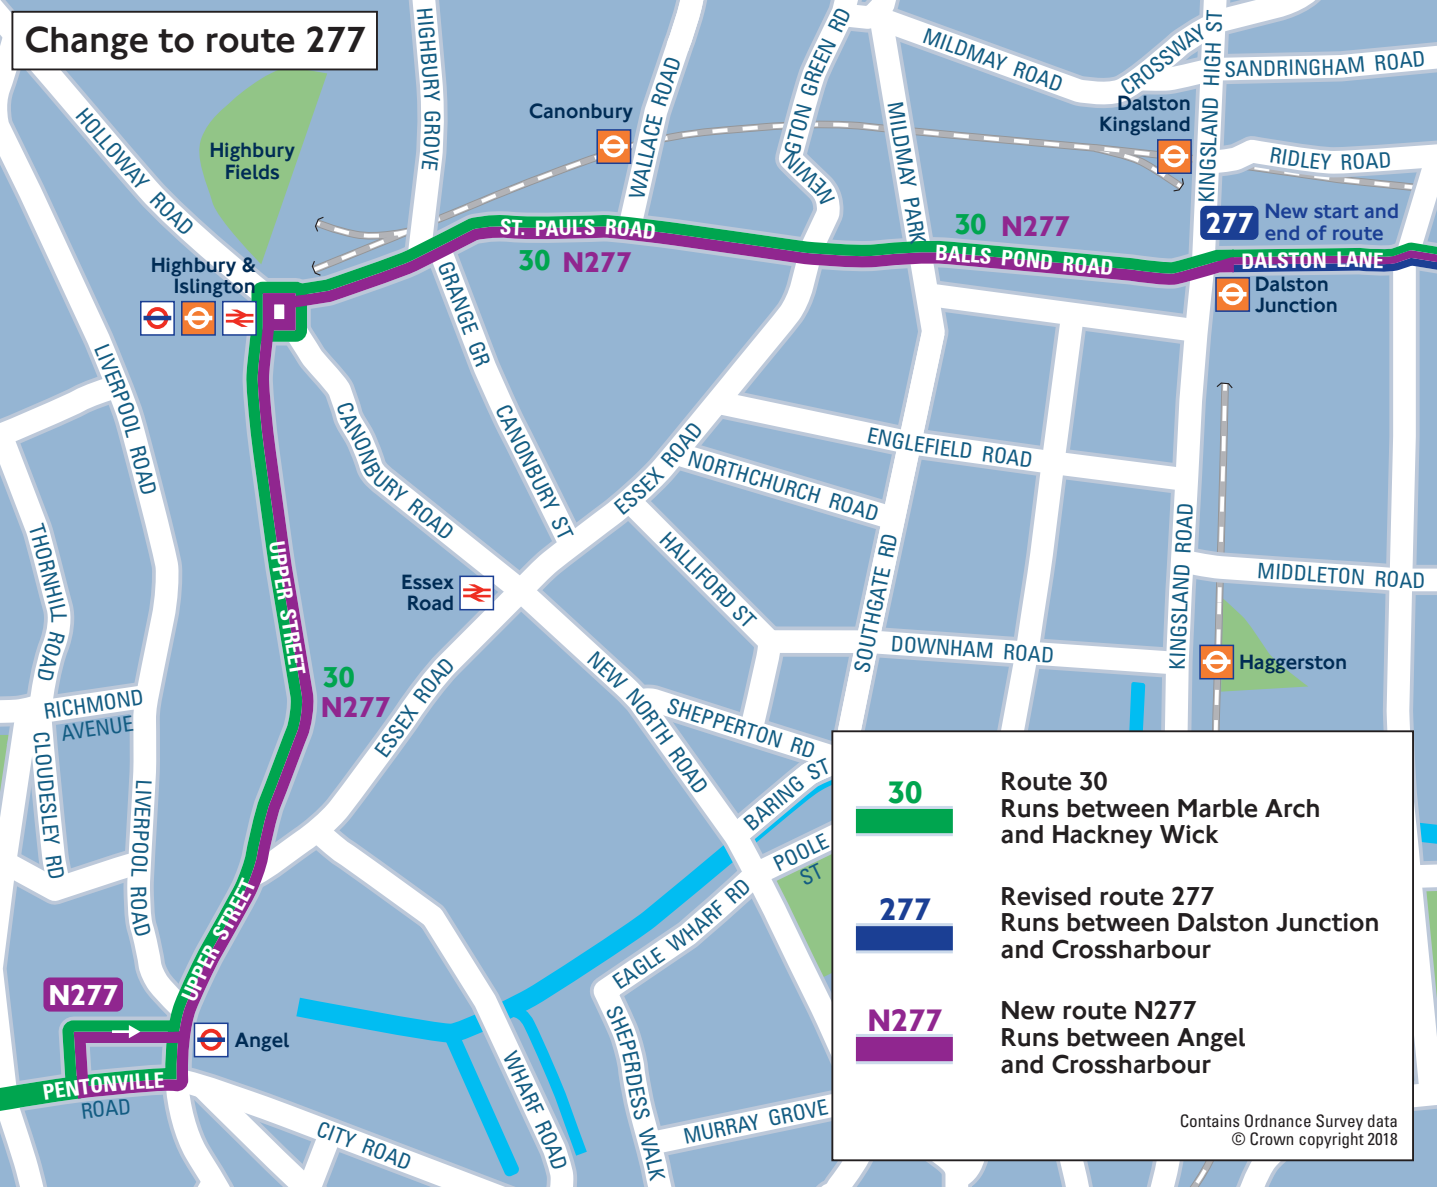 Change to route 277
HIGHBURY GROVE
WALLACE ROAD
NEWINGTON GREEN RD
MILDMAY ROAD
CROSSWAY
KINGSLAND HIGH ST
SANDRINGHAM ROAD
HOLLOWAY ROAD
Highbury
Fields
Canonbury
MILDMAY PARK
Dalston
Kingsland
RIDLEY ROAD
277
New start and
end of route
ST. PAUL'S ROAD
30 N277
30 N277
BALLS POND ROAD
DALSTON LANE
Highbury &
Islington
Dalston
Junction
GRANGE GR
LIVERPOOL ROAD
CANONBURY ROAD
CANONBURY ST
ESSEX ROAD
ENGLEFIELD ROAD
NORTHCHURCH ROAD
THORNHILL ROAD
UPPER STREET
HALLIFORD ST
SOUTHGATE RD
KINGSLAND ROAD
MIDDLETON ROAD
Essex
Road
DOWNHAM ROAD
Haggerston
30
N277
ESSEX ROAD
NEW NORTH ROAD
SHEPPERTON RD
RICHMOND
AVENUE
CLOUDESLEY RD
LIVERPOOL ROAD
BARING ST
POOLE
ST
UPPER STREET
EAGLE WHARF RD
N277
Angel
PENTONVILLE
ROAD
CITY ROAD
WHARF ROAD
SHEPERDESS WALK
MURRAY GROVE
30
Route 30
Runs between Marble Arch
and Hackney Wick
277
Revised route 277
Runs between Dalston Junction
and Crossharbour
N277
New route N277
Runs between Angel
and Crossharbour
Contains Ordnance Survey data
© Crown copyright 2018